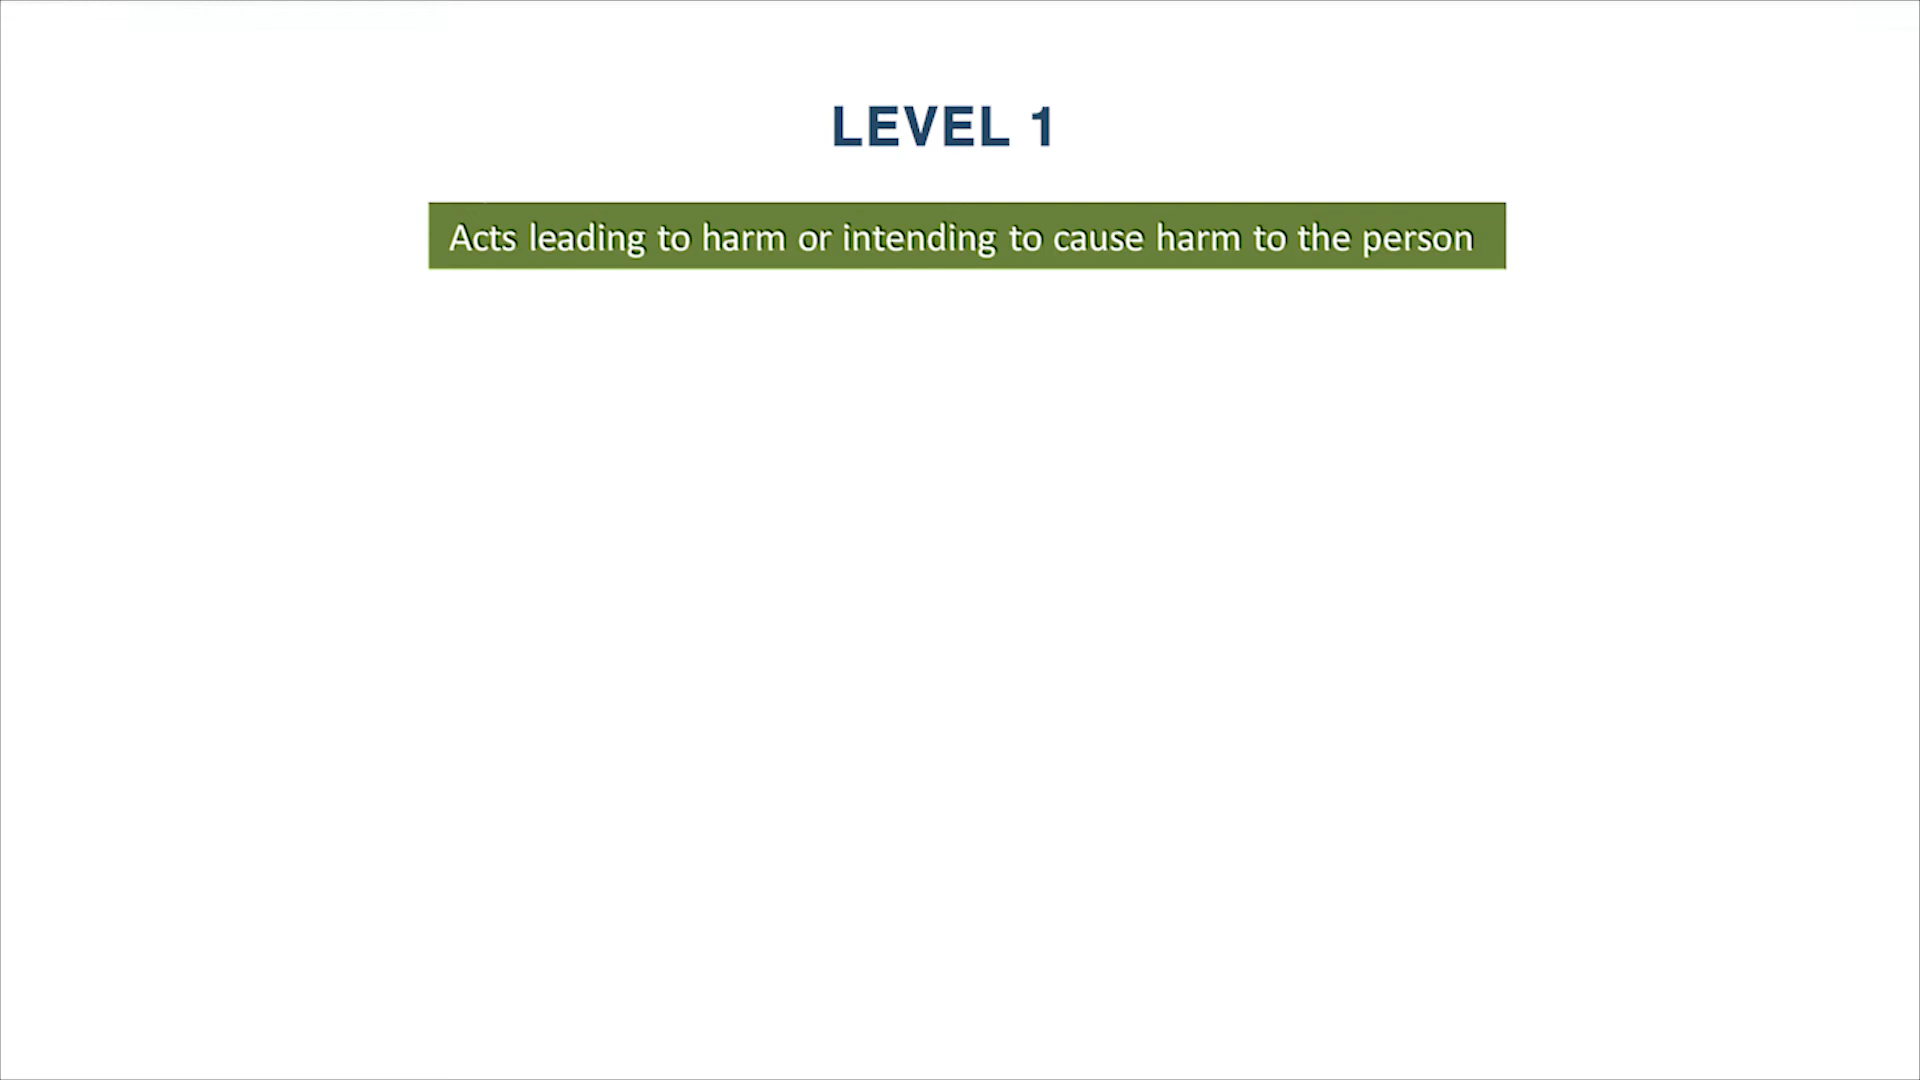 LEVEL 1
Acts leading to harm or intending to cause harm to the person